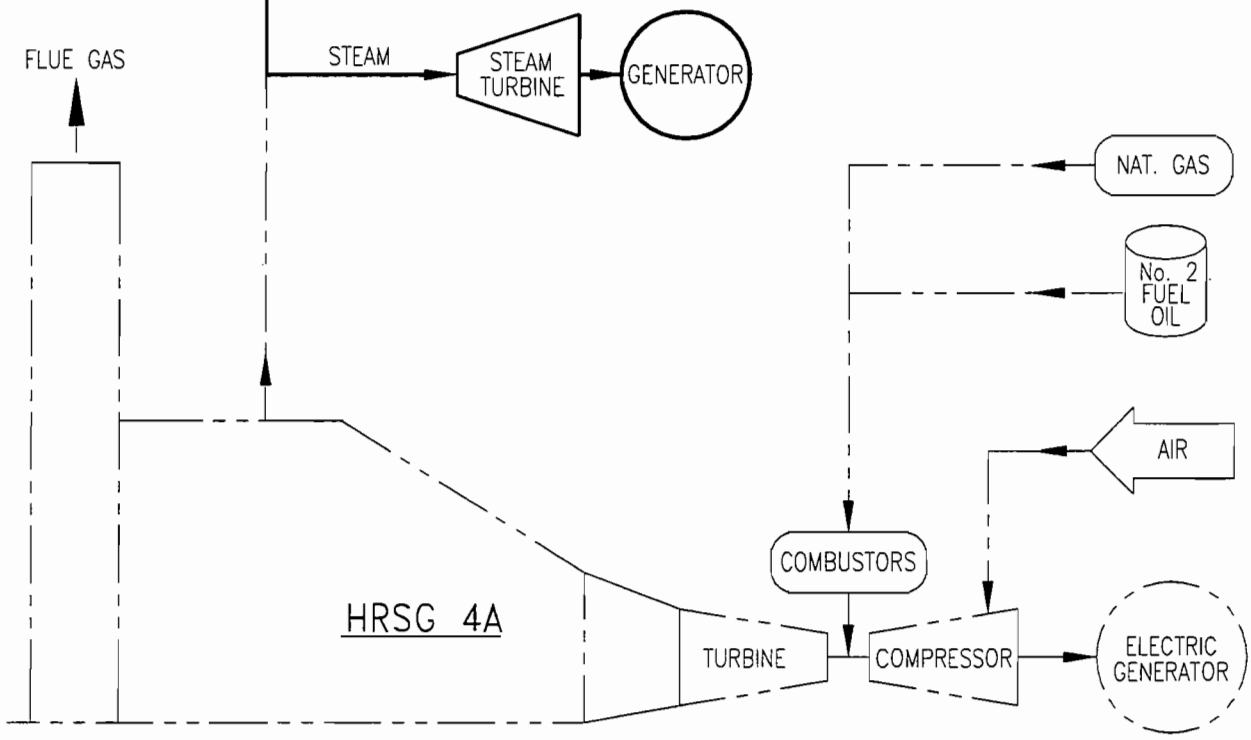 FLUE GAS
STEAM
STEAM
TURBINE
GENERATOR
NAT. GAS
No. 2
FUEL
OIL
AIR
COMBUSTORS
HRSG 4A
TURBINE
COMPRESSOR
ELECTRIC
GENERATOR